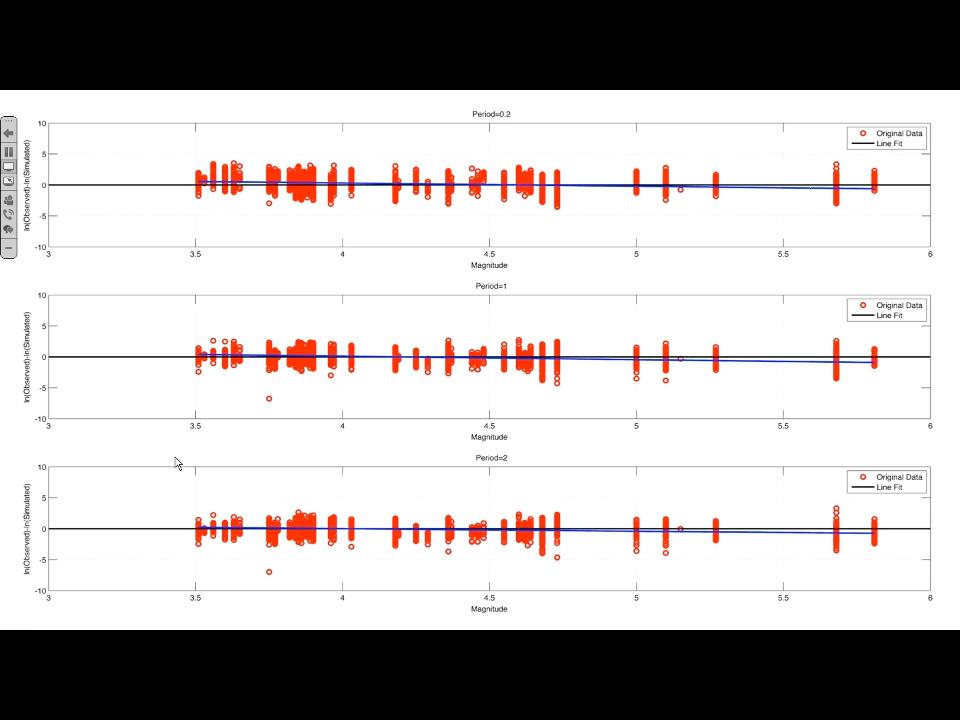 Period=0.2
10
5
0
-5
-10
ln(Observed)-ln(Simulated)
Original Data
Line Fit
3 3.5 4 4.5 5 5.5 6
Magnitude
Period=1
10
5
0
-5
-10
ln(Observed)-ln(Simulated)
Original Data
Line Fit
3 3.5 4 4.5 5 5.5 6
Magnitude
Period=2
10
5
0
-5
-10
ln(Observed)-ln(Simulated)
Original Data
Line Fit
3 3.5 4 4.5 5 5.5 6
Magnitude